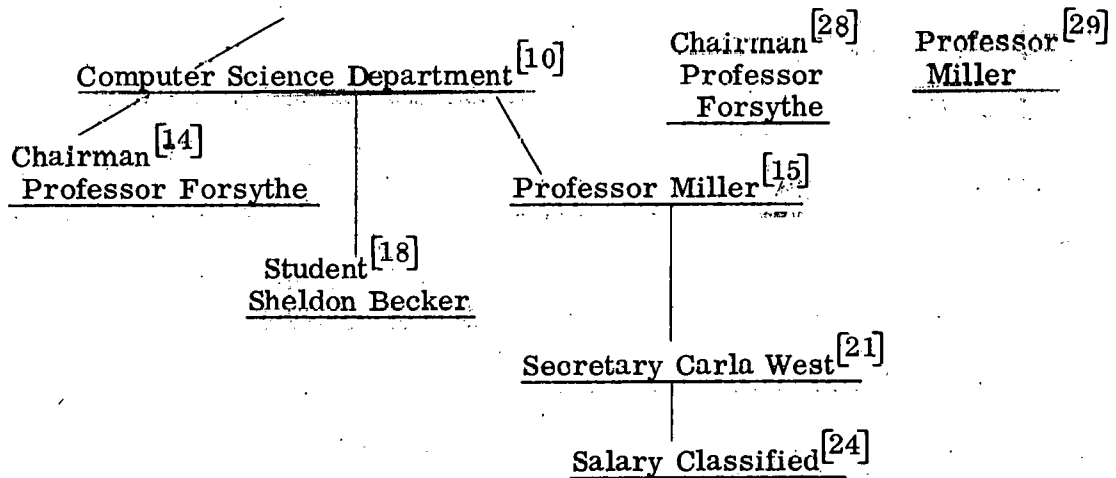 Computer Science Department[10]
Chairman[28]
Professor
Forsythe
Professor[29]
Miller
Chairman[14]
Professor Forsythe
Professor Miller[15]
Student[18]
Sheldon Becker
Secretary Carla West[21]
Salary Classified[24]